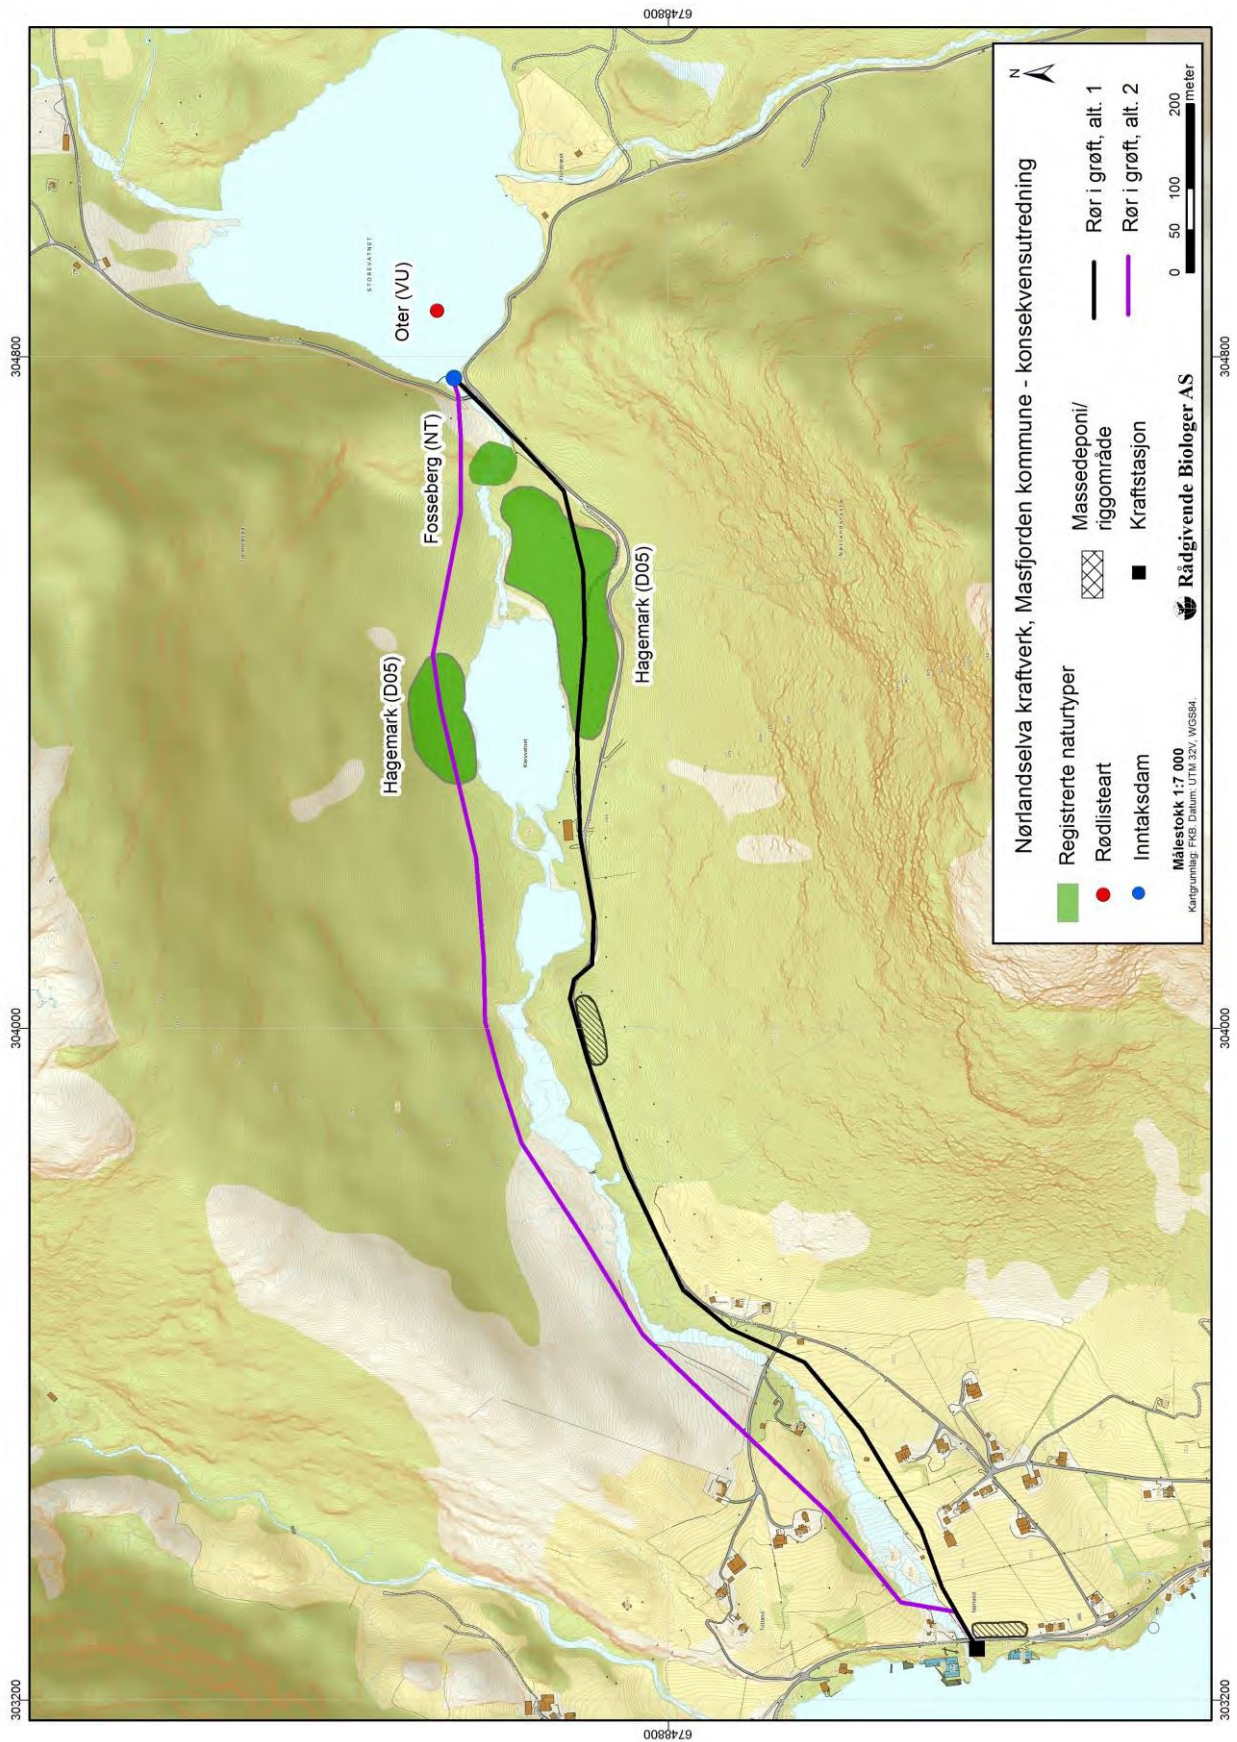 304800
304000
303200
6748800
6748800
304800
304000
303200
STOREVATNET
Oter (VU)
Fosseberg (NT)
Hagemark (D05)
Hagemark (D05)
Nørland
Nørlandselva kraftverk, Masfjorden kommune - konsekvensutredning
N
Registrerte naturtyper
Rødlisteart
Inntaksdam
Massedeponi/
riggområde
Kraftstasjon
Rør i grøft, alt. 1
Rør i grøft, alt. 2
Målestokk 1:7 000
Kartgrunnlag: FKB. Datum: UTM 32V, WGS84.
Rådgivende Biologer AS
0 50 100 200
meter